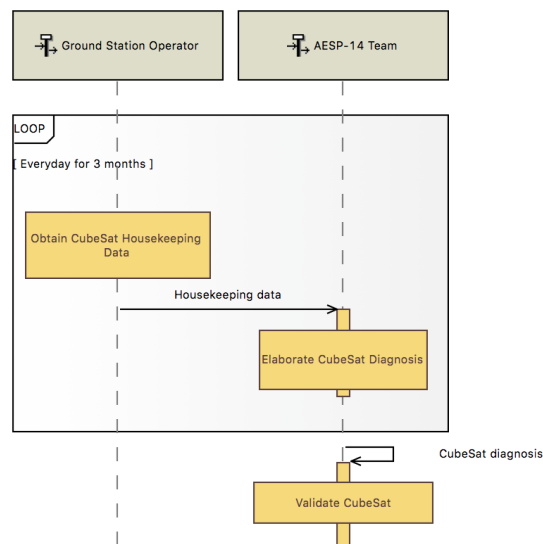 Ground Station Operator
AESP-14 Team
LOOP
[ Everyday for 3 months ]
Obtain CubeSat Housekeeping
Data
Housekeeping data
Elaborate CubeSat Diagnosis
CubeSat diagnosis
Validate CubeSat